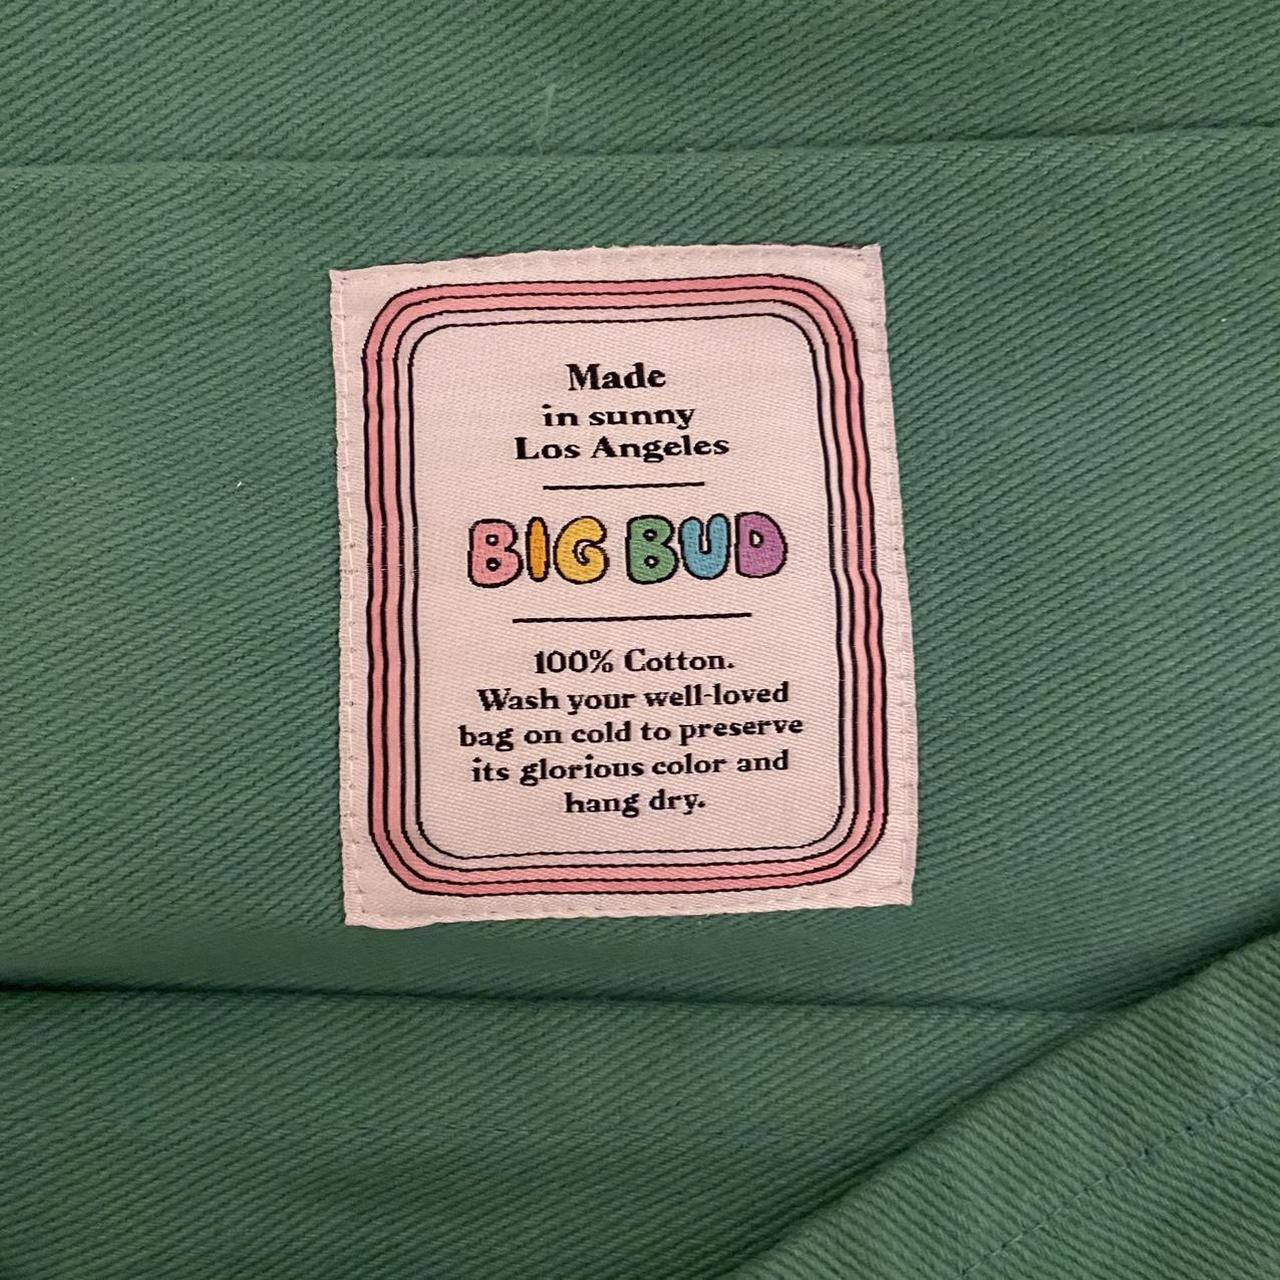 Made
in sunny
Los Angeles
BIG BUD
100% Cotton.
Wash your well-loved
bag on cold to preserve
its glorious color and
hang dry.